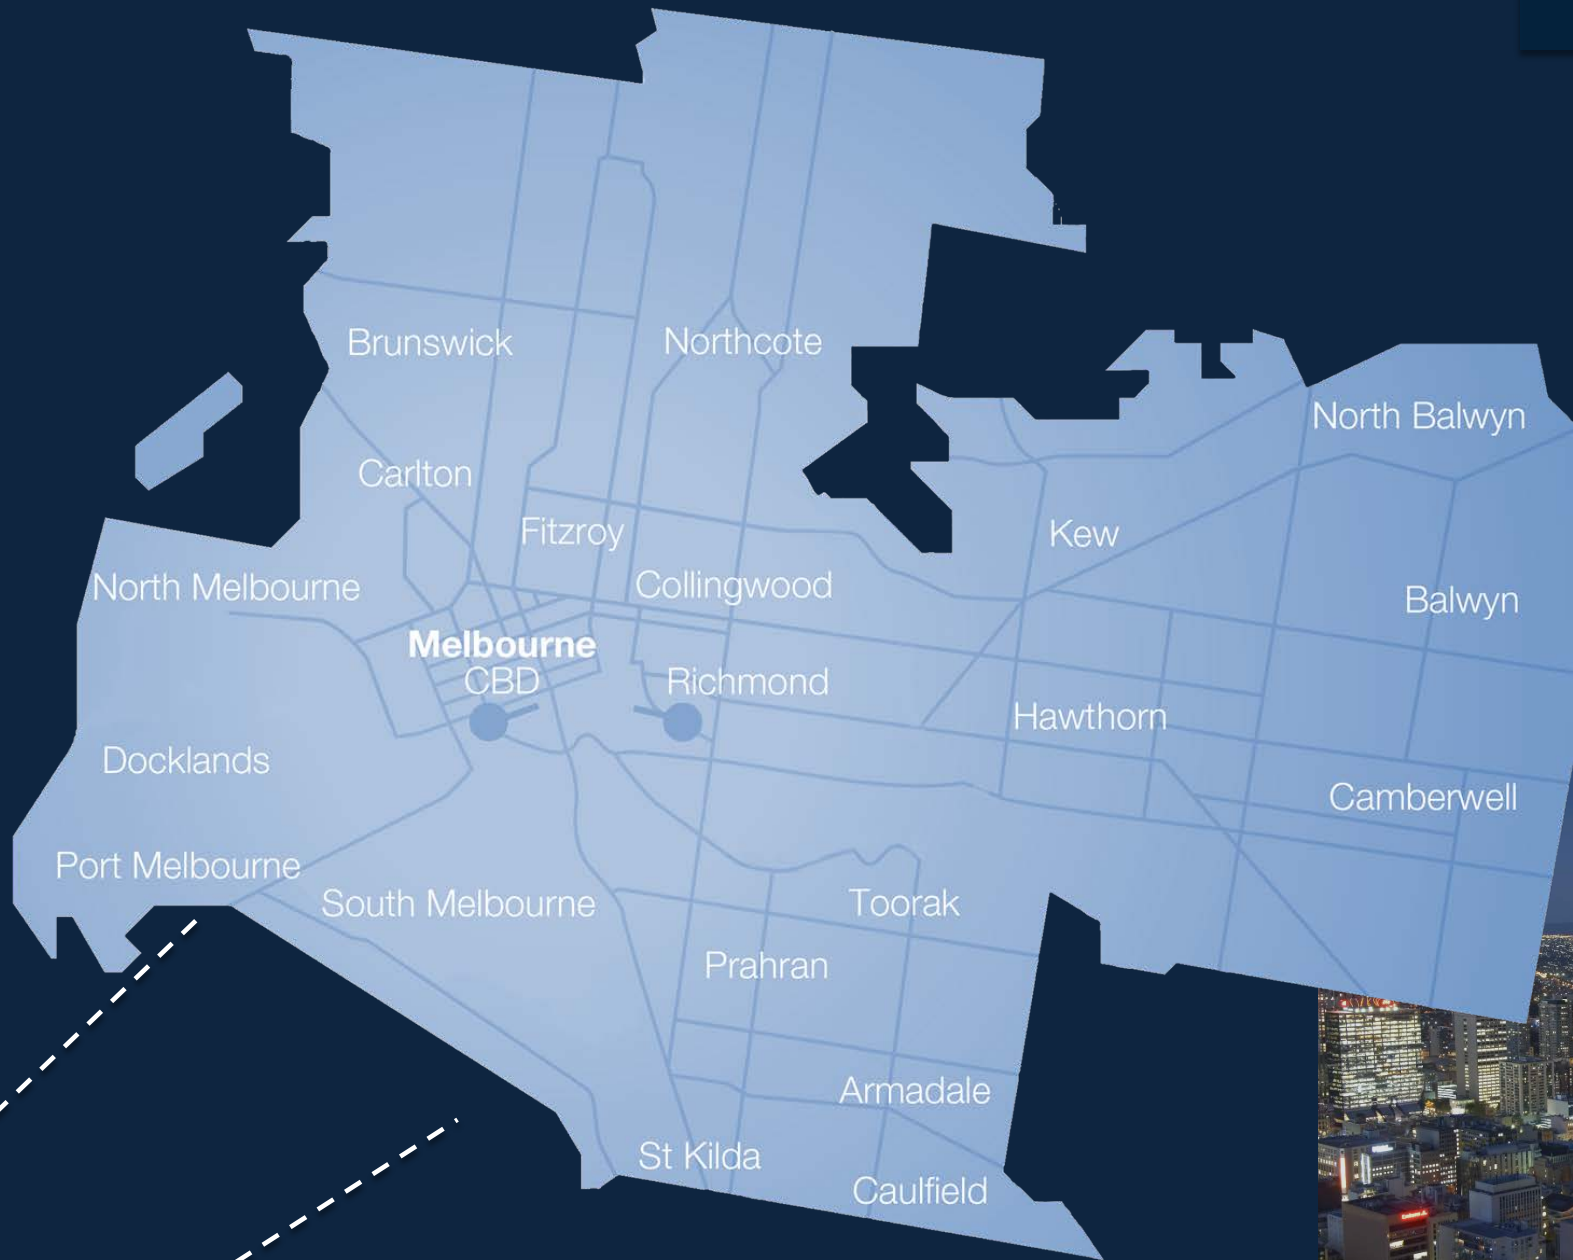 Brunswick
Northcote
North Balwyn
Carlton
Fitzroy
Kew
North Melbourne
Collingwood
Balwyn
Melbourne
CBD
Richmond
Hawthorn
Docklands
Camberwell
Port Melbourne
South Melbourne
Toorak
Prahran
Armadale
St Kilda
Caulfield